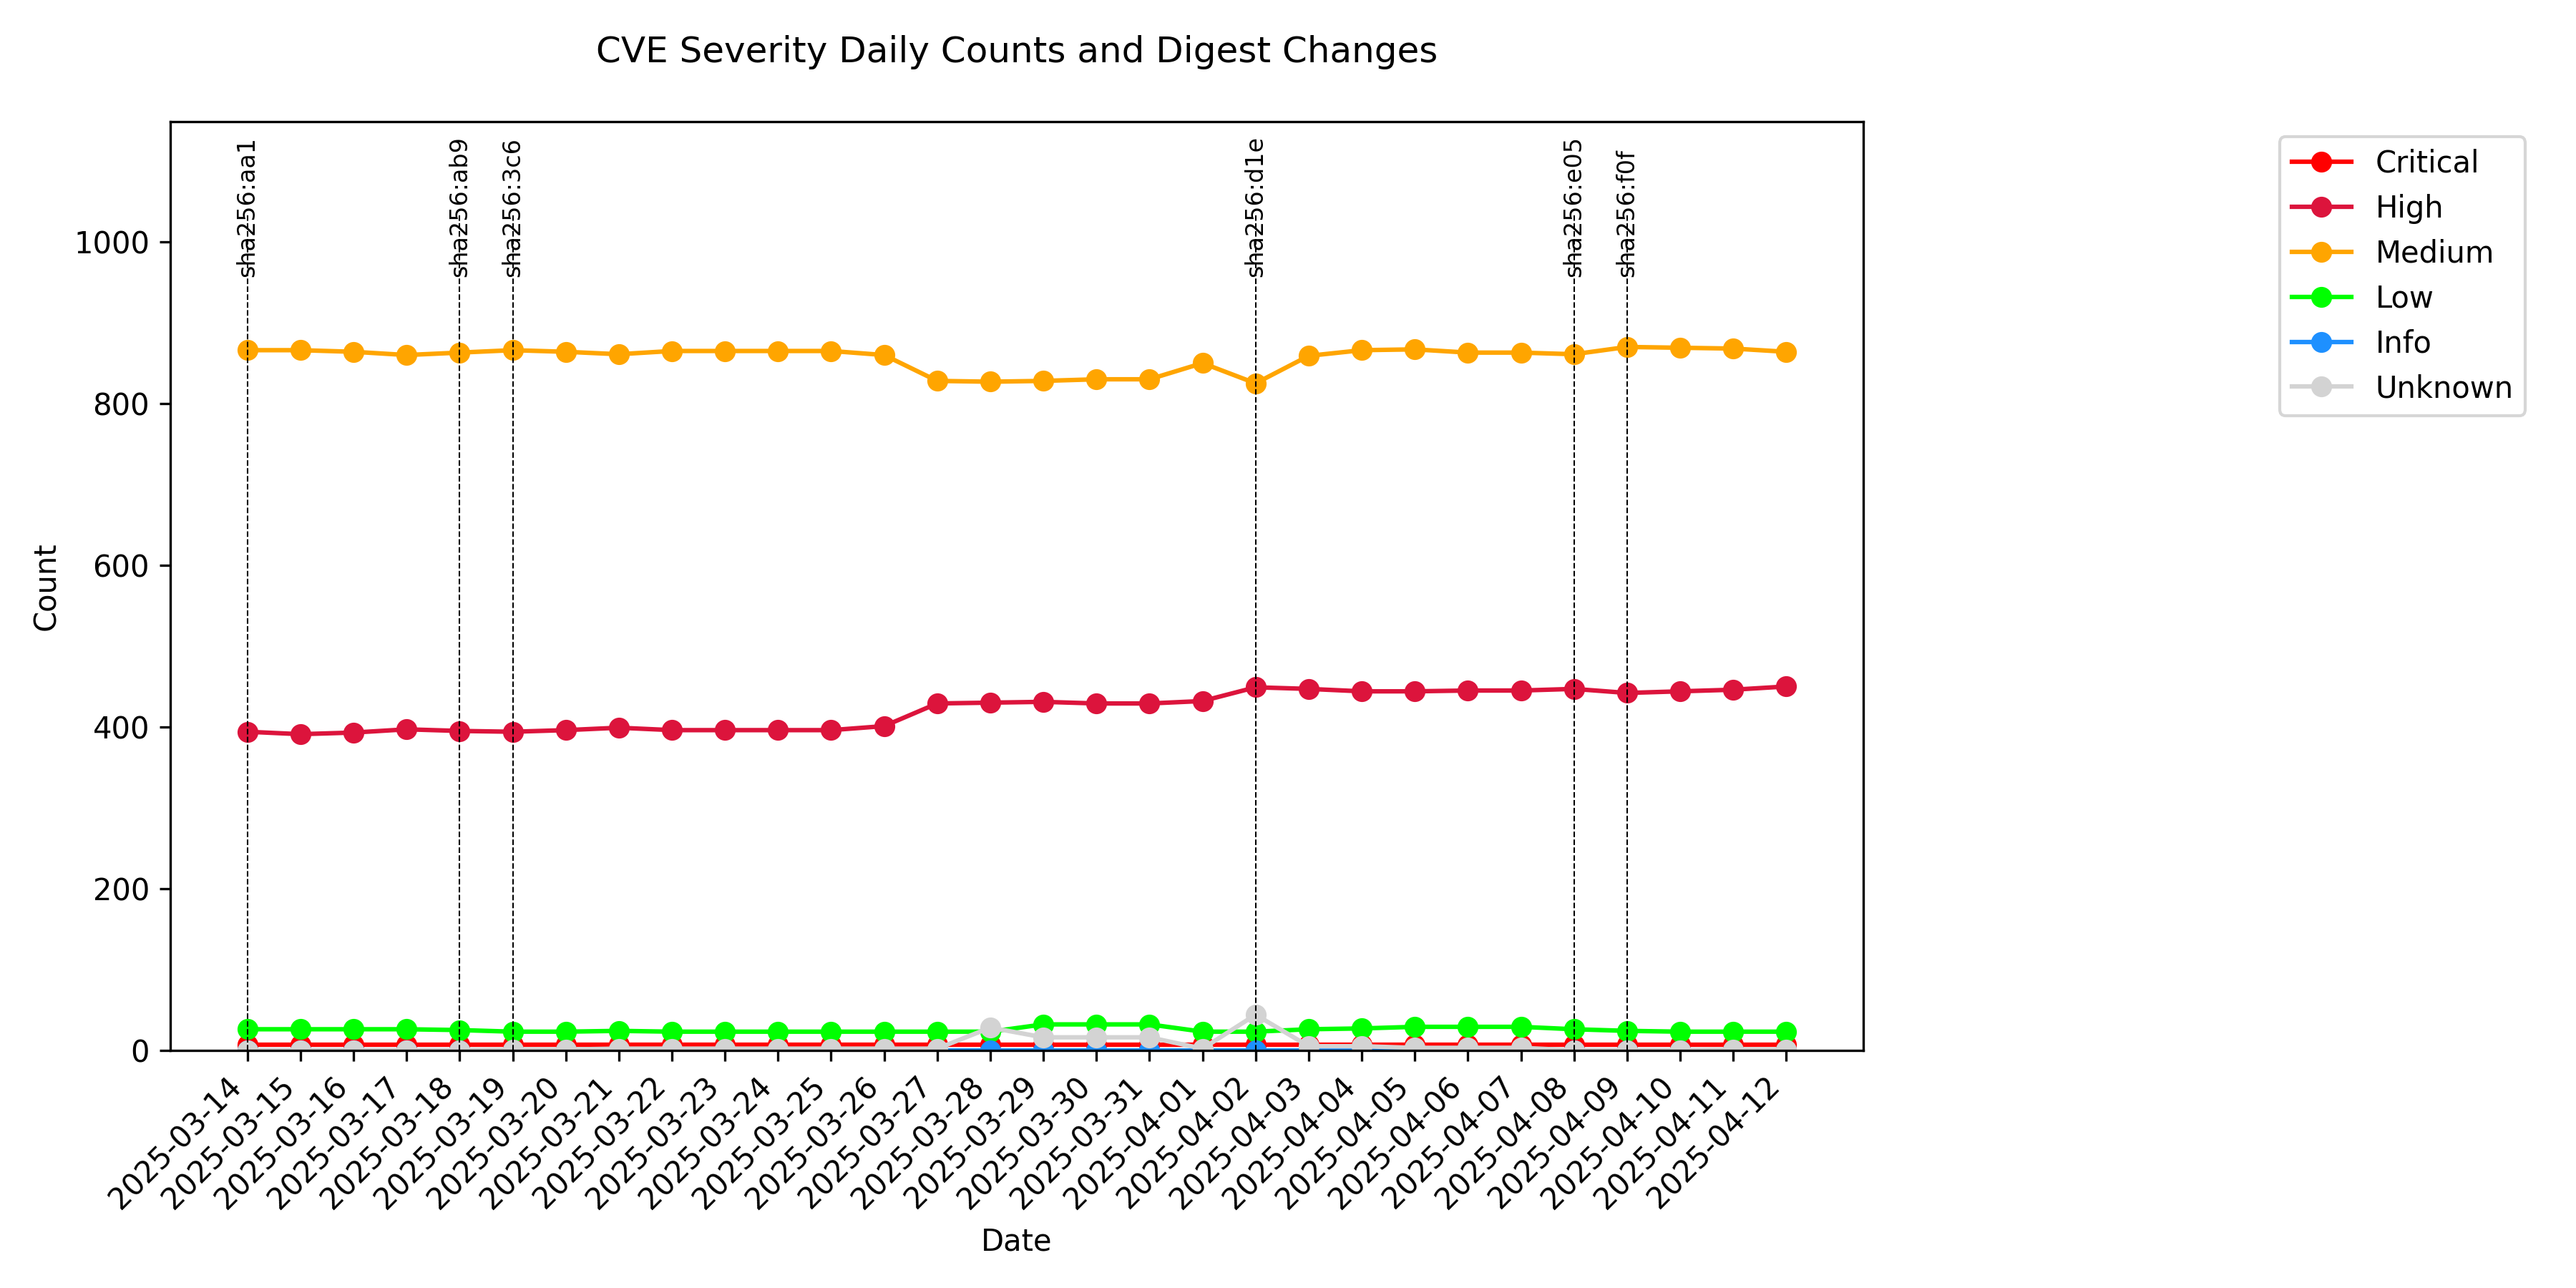 CVE Severity Daily Counts and Digest Changes
sha256:aa1
sha256:ab9
sha256:3c6
sha256:d1e
sha256:e05
sha256:f0f
Critical
High
Medium
Low
Info
Unknown
1000
800
600
400
200
0
Count
2025-03-14
2025-03-15
2025-03-16
2025-03-17
2025-03-18
2025-03-19
2025-03-20
2025-03-21
2025-03-22
2025-03-23
2025-03-24
2025-03-25
2025-03-26
2025-03-27
2025-03-28
2025-03-29
2025-03-30
2025-03-31
2025-04-01
2025-04-02
2025-04-03
2025-04-04
2025-04-05
2025-04-06
2025-04-07
2025-04-08
2025-04-09
2025-04-10
2025-04-11
2025-04-12
Date